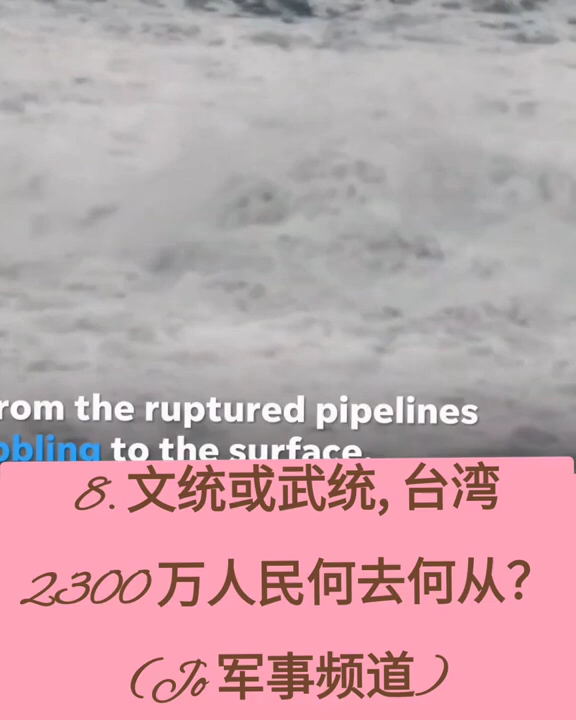 rom the ruptured pipelines
bbling to the surface.
8. 文统或武统, 台湾
2300万人民何去何从?
(Jo 军事频道)